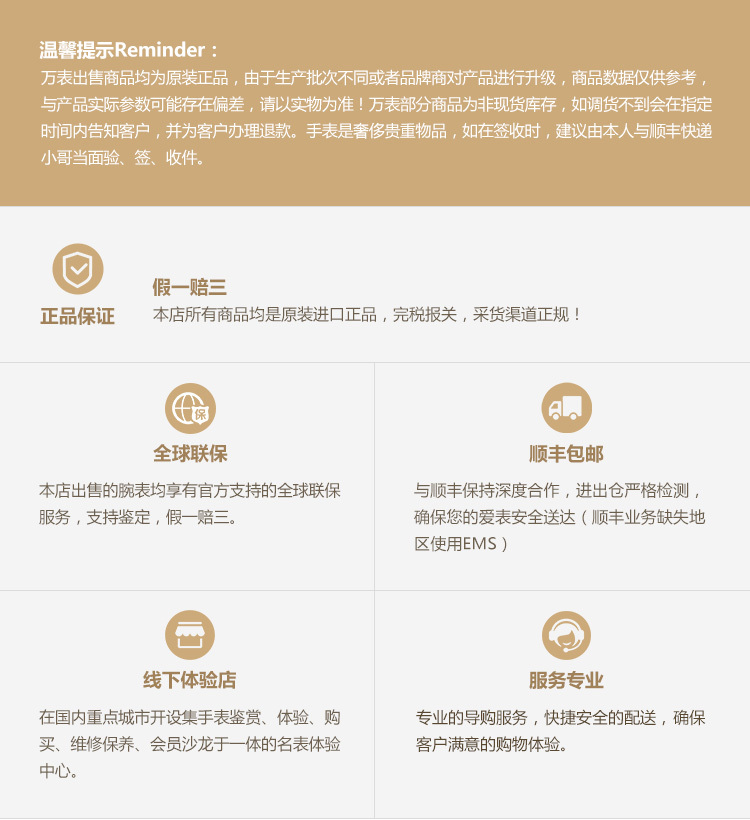 温馨提示Reminder：
万表出售商品均为原装正品，由于生产批次不同或者品牌商对产品进行升级，商品数据仅供参考，
与产品实际参数可能存在偏差，请以实物为准！万表部分商品为非现货库存，如调货不到会在指定
时间内告知客户，并为客户办理退款。手表是奢侈贵重物品，如在签收时，建议由本人与顺丰快递
小哥当面验、签、收件。
正品保证
假一赔三
本店所有商品均是原装进口正品，完税报关，采货渠道正规！
保
全球联保
本店出售的腕表均享有官方支持的全球联保
服务，支持鉴定，假一赔三。
顺丰包邮
与顺丰保持深度合作，进出仓严格检测，
确保您的爱表安全送达（顺丰业务缺失地
区使用EMS）
线下体验店
在国内重点城市开设集手表鉴赏、体验、购
买、维修保养、会员沙龙于一体的名表体验
中心。
服务专业
专业的导购服务，快捷安全的配送，确保
客户满意的购物体验。